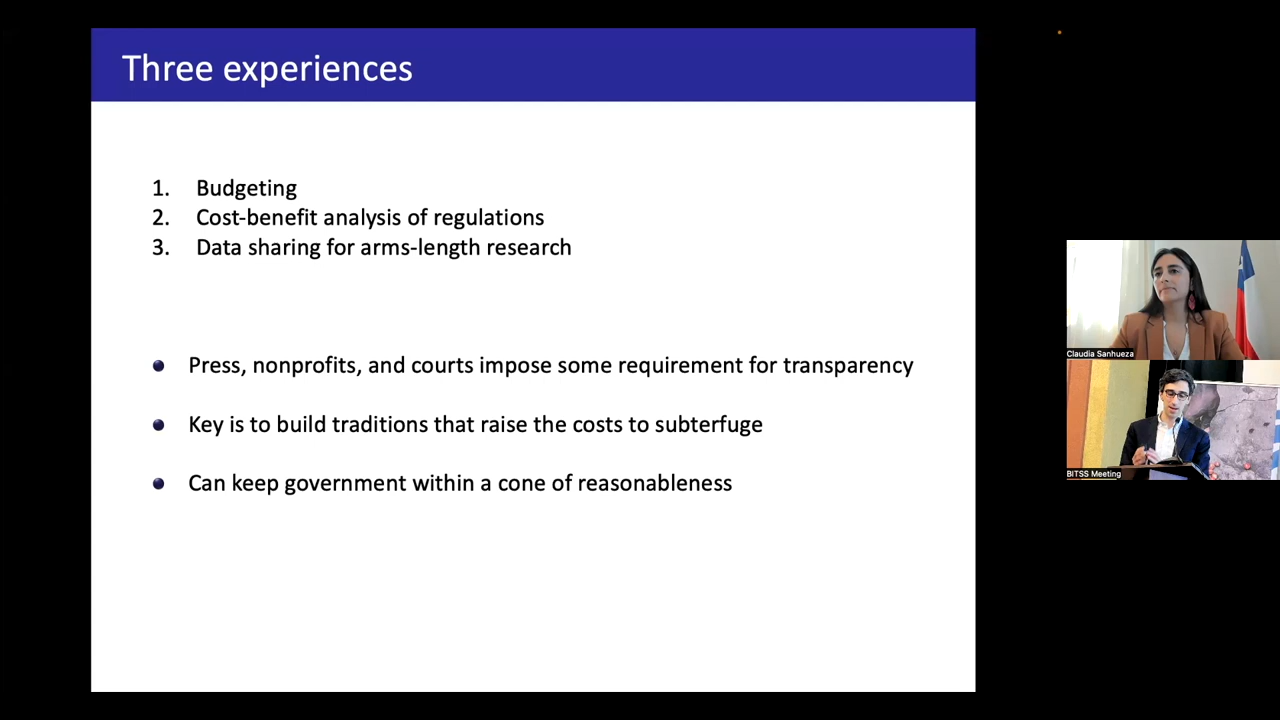 Three experiences
1. Budgeting
2. Cost-benefit analysis of regulations
3. Data sharing for arms-length research
Press, nonprofits, and courts impose some requirement for transparency
Key is to build traditions that raise the costs to subterfuge
Can keep government within a cone of reasonableness
Claudia Sanhueza
BITSS Meeting